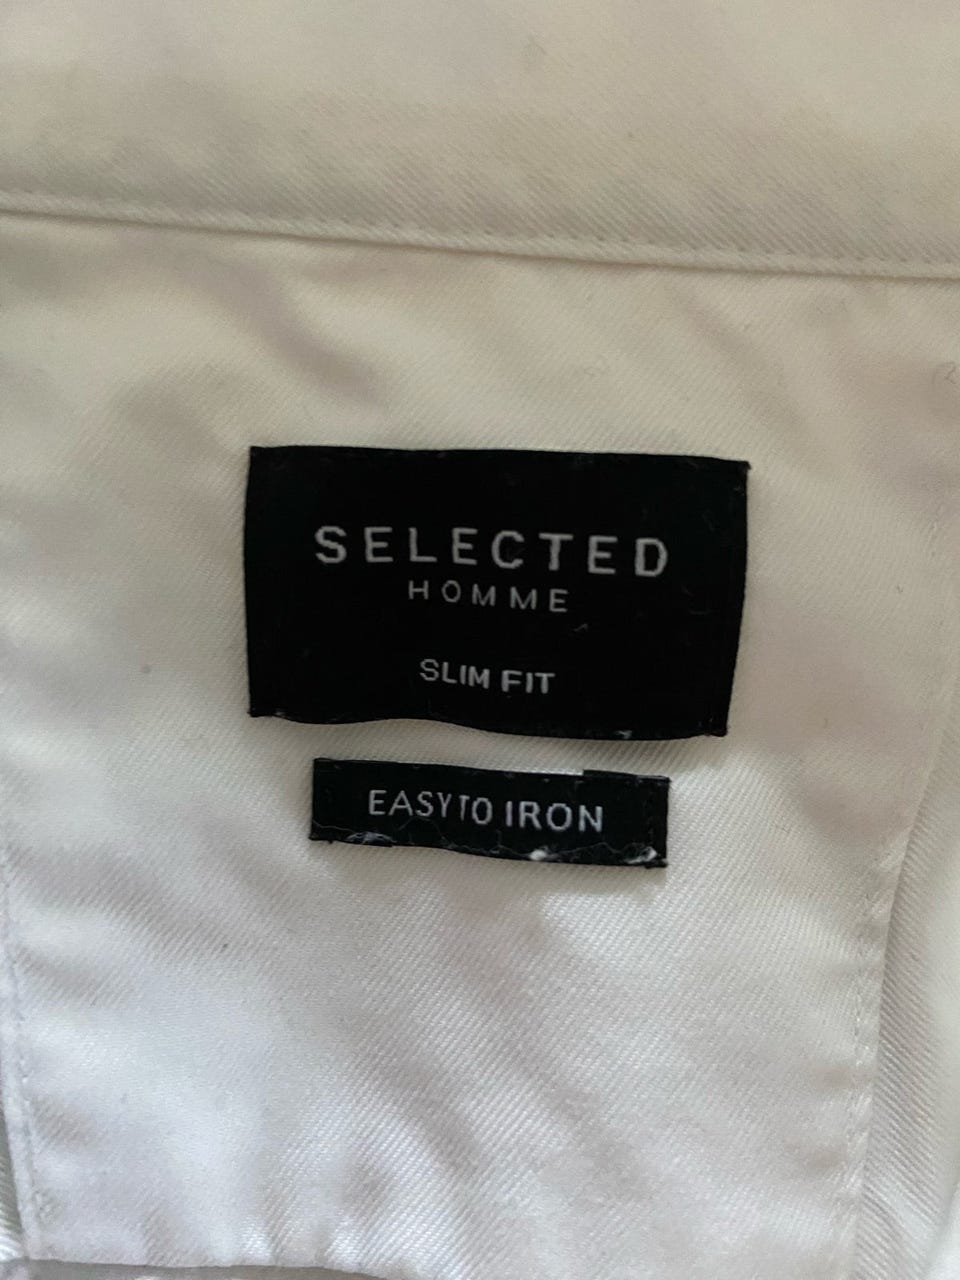 SELECTED
HOMME
SLIM FIT
EASY TO IRON